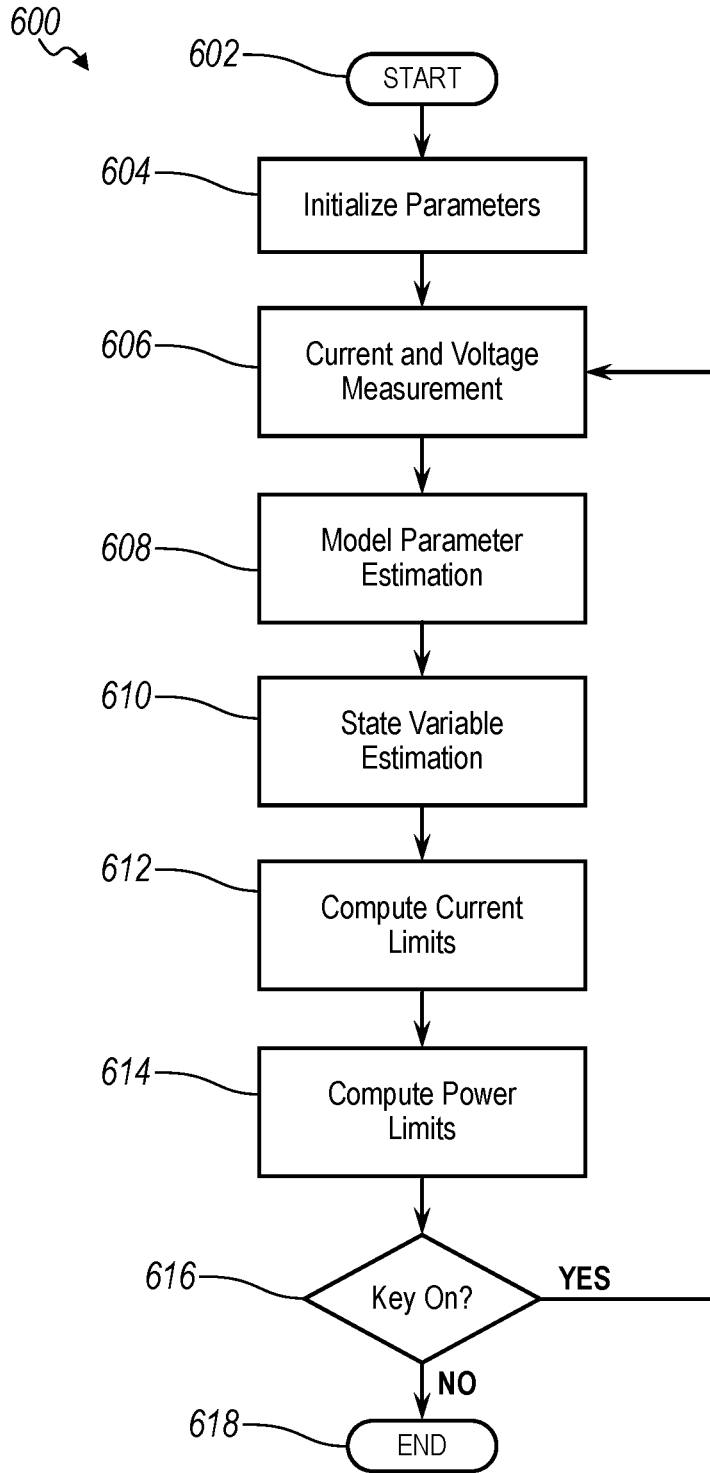 600
602
START
604
Initialize Parameters
606
Current and Voltage
Measurement
608
Model Parameter
Estimation
610
State Variable
Estimation
612
Compute Current
Limits
614
Compute Power
Limits
616
Key On?
YES
NO
618
END